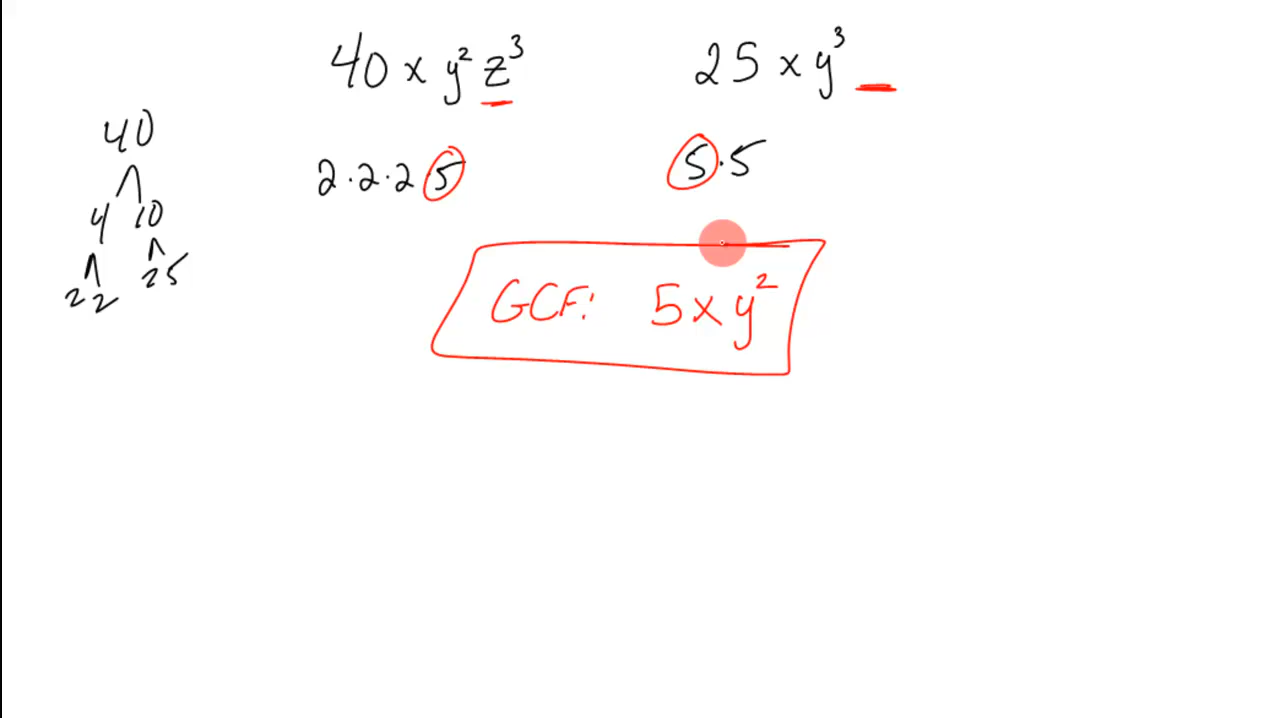 40 x y² z³ 25 x y³ _
40
2·2·2 5 5·5
4 10
2 2 2 5
GCF: 5 x y²